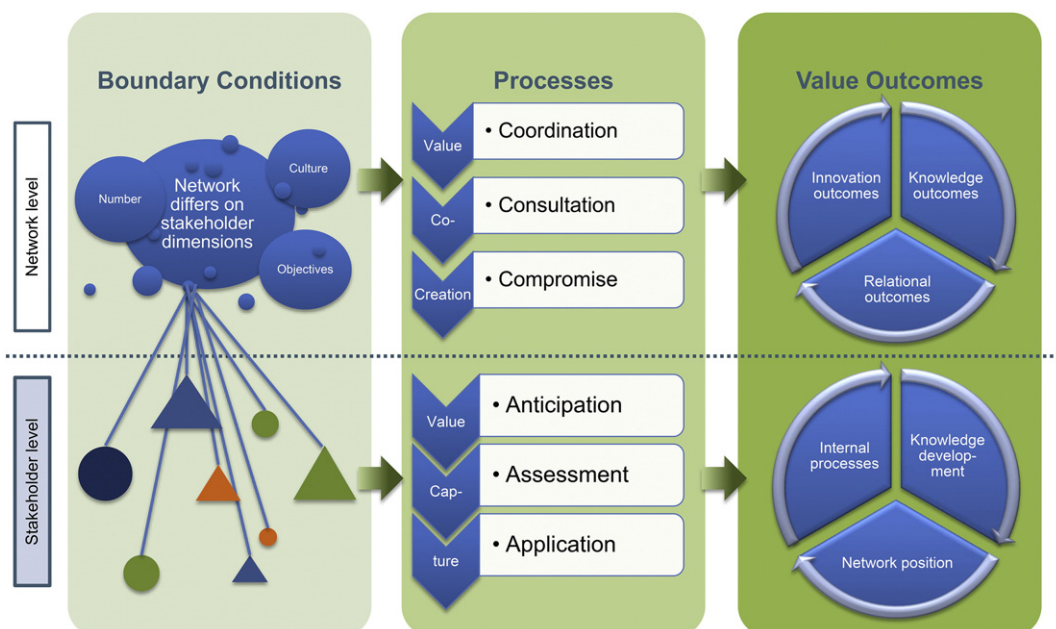 Boundary Conditions
Processes
Value Outcomes
Network level
Number
Culture
Objectives
Network
differs on
stakeholder
dimensions
Value
• Coordination
Co-
• Consultation
Creation
• Compromise
Innovation
outcomes
Knowledge
outcomes
Relational
outcomes
Stakeholder level
Value
• Anticipation
Cap-
• Assessment
ture
• Application
Internal
processes
Knowledge
develop-
ment
Network position